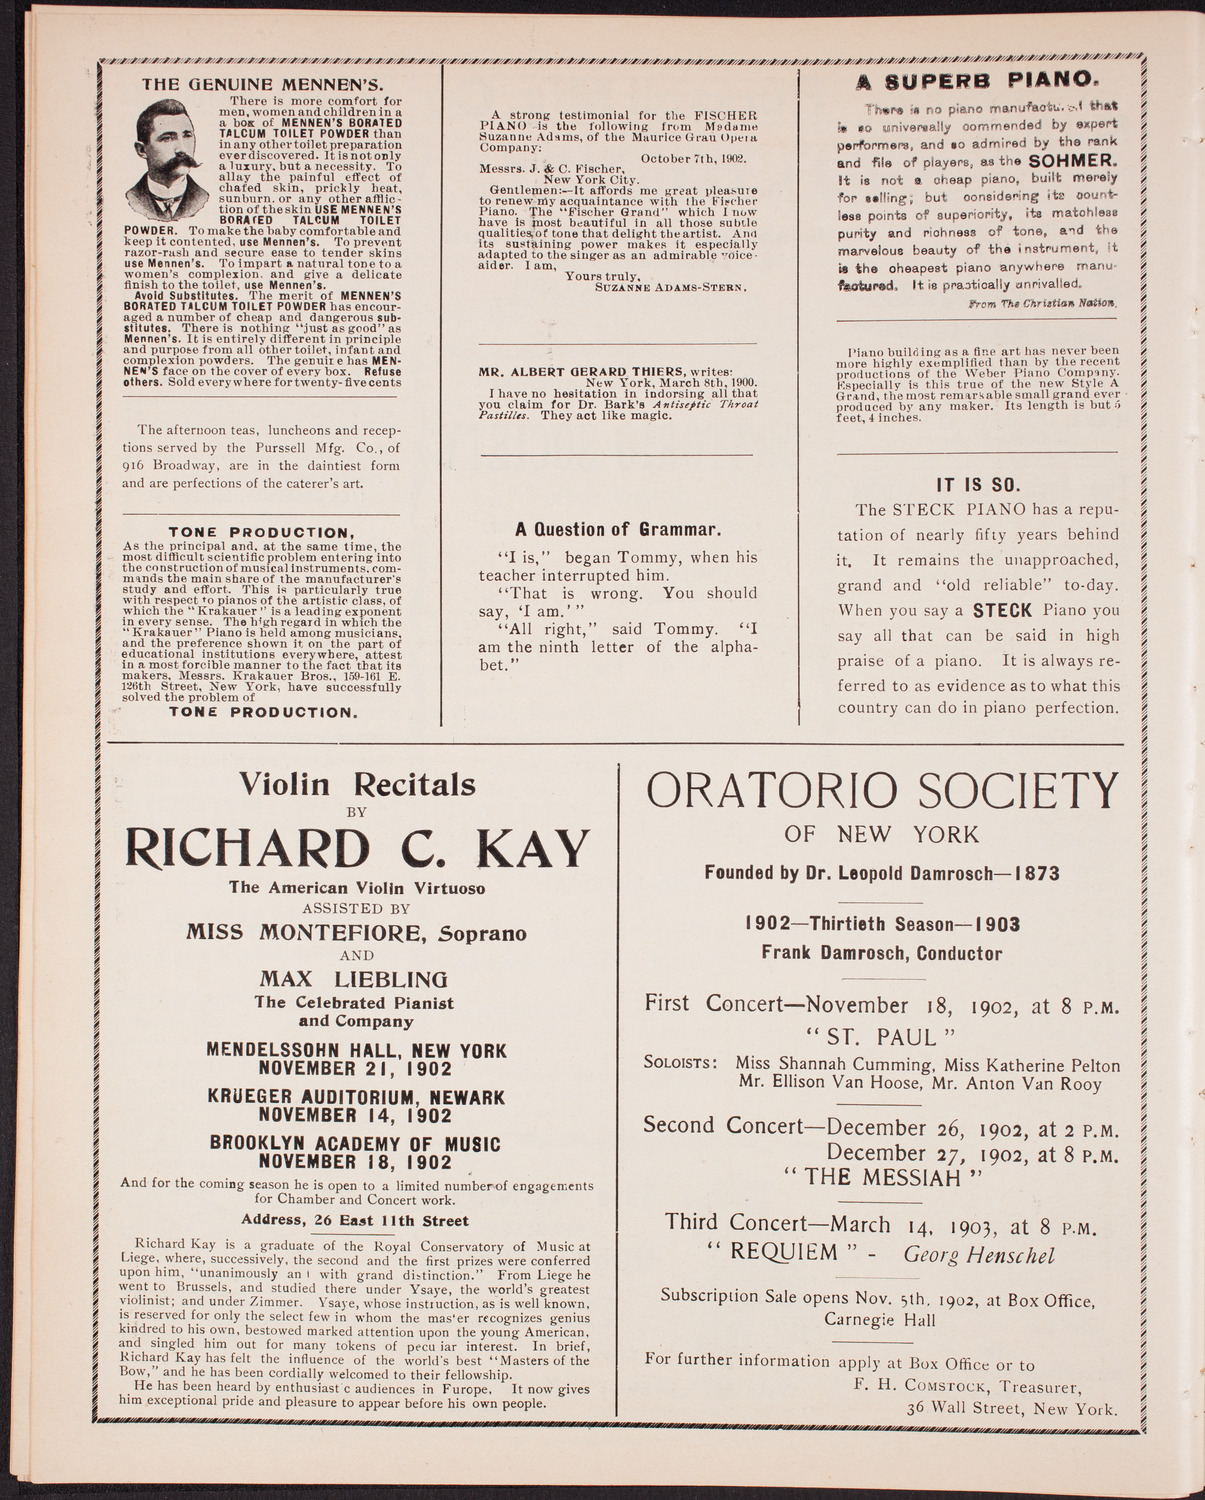 THE GENUINE MENNEN'S.
There is more comfort for
men, women and children in a
a box of MENNEN'S BORATED
TALCUM TOILET POWDER than
in any other toilet preparation
ever discovered. It is not only
a luxury, but a necessity. To
allay the painful effect of
chafed skin, prickly heat,
sunburn, or any other afflic-
tion of the skin USE MENNEN'S
BORATED TALCUM TOILET
POWDER. To make the baby comfortable and
keep it contented, use Mennen's. To prevent
razor-rash and secure ease to tender skins
use Mennen's. To impart a natural tone to a
women's complexion, and give a delicate
finish to the toilet, use Mennen's.
Avoid Substitutes. The merit of MENNEN'S
BORATED TALCUM TOILET POWDER has encour-
aged a number of cheap and dangerous sub-
stitutes. There is nothing "just as good" as
Mennen's. It is entirely different in principle
and purpose from all other toilet, infant and
complexion powders. The genuine has MEN-
NEN'S face on the cover of every box. Refuse
others. Sold everywhere for twenty-five cents
The afternoon teas, luncheons and recep-
tions served by the Purssell Mfg. Co., of
916 Broadway, are in the daintiest form
and are perfections of the caterer's art.
TONE PRODUCTION,
As the principal and, at the same time, the
most difficult scientific problem entering into
the construction of musical instruments, com-
mands the main share of the manufacturer's
study and effort. This is particularly true
with respect to pianos of the artistic class, of
which the "Krakauer" is a leading exponent
in every sense. The high regard in which the
"Krakauer" Piano is held among musicians,
and the preference shown it on the part of
educational institutions everywhere, attest
in a most forcible manner to the fact that its
makers, Messrs. Krakauer Bros., 159-161 E.
126th Street, New York, have successfully
solved the problem of
TONE PRODUCTION.
A strong testimonial for the FISCHER
PIANO is the following from Madame
Suzanne Adams, of the Maurice Grau Opera
Company:
October 7th, 1902.
Messrs. J. & C. Fischer,
New York City.
Gentlemen:—It affords me great pleasure
to renew my acquaintance with the Fischer
Piano. The "Fischer Grand" which I now
have is most beautiful in all those subtle
qualities of tone that delight the artist. And
its sustaining power makes it especially
adapted to the singer as an admirable voice-
aider. I am,
Yours truly,
SUZANNE ADAMS-STERN.
MR. ALBERT GERARD THIERS, writes:
New York, March 8th, 1900.
I have no hesitation in indorsing all that
you claim for Dr. Bark's Antiseptic Throat
Pastilles. They act like magic.
A Question of Grammar.
"I is," began Tommy, when his
teacher interrupted him.
"That is wrong. You should
say, 'I am.'"
"All right," said Tommy. "I
am the ninth letter of the alpha-
bet."
A SUPERB PIANO.
There is no piano manufactured that
is so universally commended by expert
performers, and so admired by the rank
and file of players, as the SOHMER.
It is not a cheap piano, built merely
for selling; but considering its count-
less points of superiority, its matchless
purity and richness of tone, and the
marvelous beauty of the instrument, it
is the cheapest piano anywhere manu-
factured. It is practically unrivalled.
From The Christian Nation.
Piano building as a fine art has never been
more highly exemplified than by the recent
productions of the Weber Piano Company.
Especially is this true of the new Style A
Grand, the most remarkable small grand ever
produced by any maker. Its length is but 5
feet, 4 inches.
IT IS SO.
The STECK PIANO has a repu-
tation of nearly fifty years behind
it. It remains the unapproached,
grand and "old reliable" to-day.
When you say a STECK Piano you
say all that can be said in high
praise of a piano. It is always re-
ferred to as evidence as to what this
country can do in piano perfection.
Violin Recitals
BY
RICHARD C. KAY
The American Violin Virtuoso
ASSISTED BY
MISS MONTEFIORE, Soprano
AND
MAX LIEBLING
The Celebrated Pianist
and Company
MENDELSSOHN HALL, NEW YORK
NOVEMBER 21, 1902
KRUEGER AUDITORIUM, NEWARK
NOVEMBER 14, 1902
BROOKLYN ACADEMY OF MUSIC
NOVEMBER 18, 1902
And for the coming season he is open to a limited number of engagements
for Chamber and Concert work.
Address, 26 East 11th Street
Richard Kay is a graduate of the Royal Conservatory of Music at
Liege, where, successively, the second and the first prizes were conferred
upon him, "unanimously and with grand distinction." From Liege he
went to Brussels, and studied there under Ysaye, the world's greatest
violinist; and under Zimmer. Ysaye, whose instruction, as is well known,
is reserved for only the select few in whom the master recognizes genius
kindred to his own, bestowed marked attention upon the young American,
and singled him out for many tokens of peculiar interest. In brief,
Richard Kay has felt the influence of the world's best "Masters of the
Bow," and he has been cordially welcomed to their fellowship.
He has been heard by enthusiastic audiences in Europe. It now gives
him exceptional pride and pleasure to appear before his own people.
ORATORIO SOCIETY
OF NEW YORK
Founded by Dr. Leopold Damrosch—1873
1902—Thirtieth Season—1903
Frank Damrosch, Conductor
First Concert—November 18, 1902, at 8 P.M.
"ST. PAUL"
SOLOISTS: Miss Shannah Cumming, Miss Katherine Pelton
Mr. Ellison Van Hoose, Mr. Anton Van Rooy
Second Concert—December 26, 1902, at 2 P.M.
December 27, 1902, at 8 P.M.
"THE MESSIAH"
Third Concert—March 14, 1903, at 8 P.M.
"REQUIEM" - Georg Henschel
Subscription Sale opens Nov. 5th, 1902, at Box Office,
Carnegie Hall
For further information apply at Box Office or to
F. H. COMSTOCK, Treasurer,
36 Wall Street, New York.